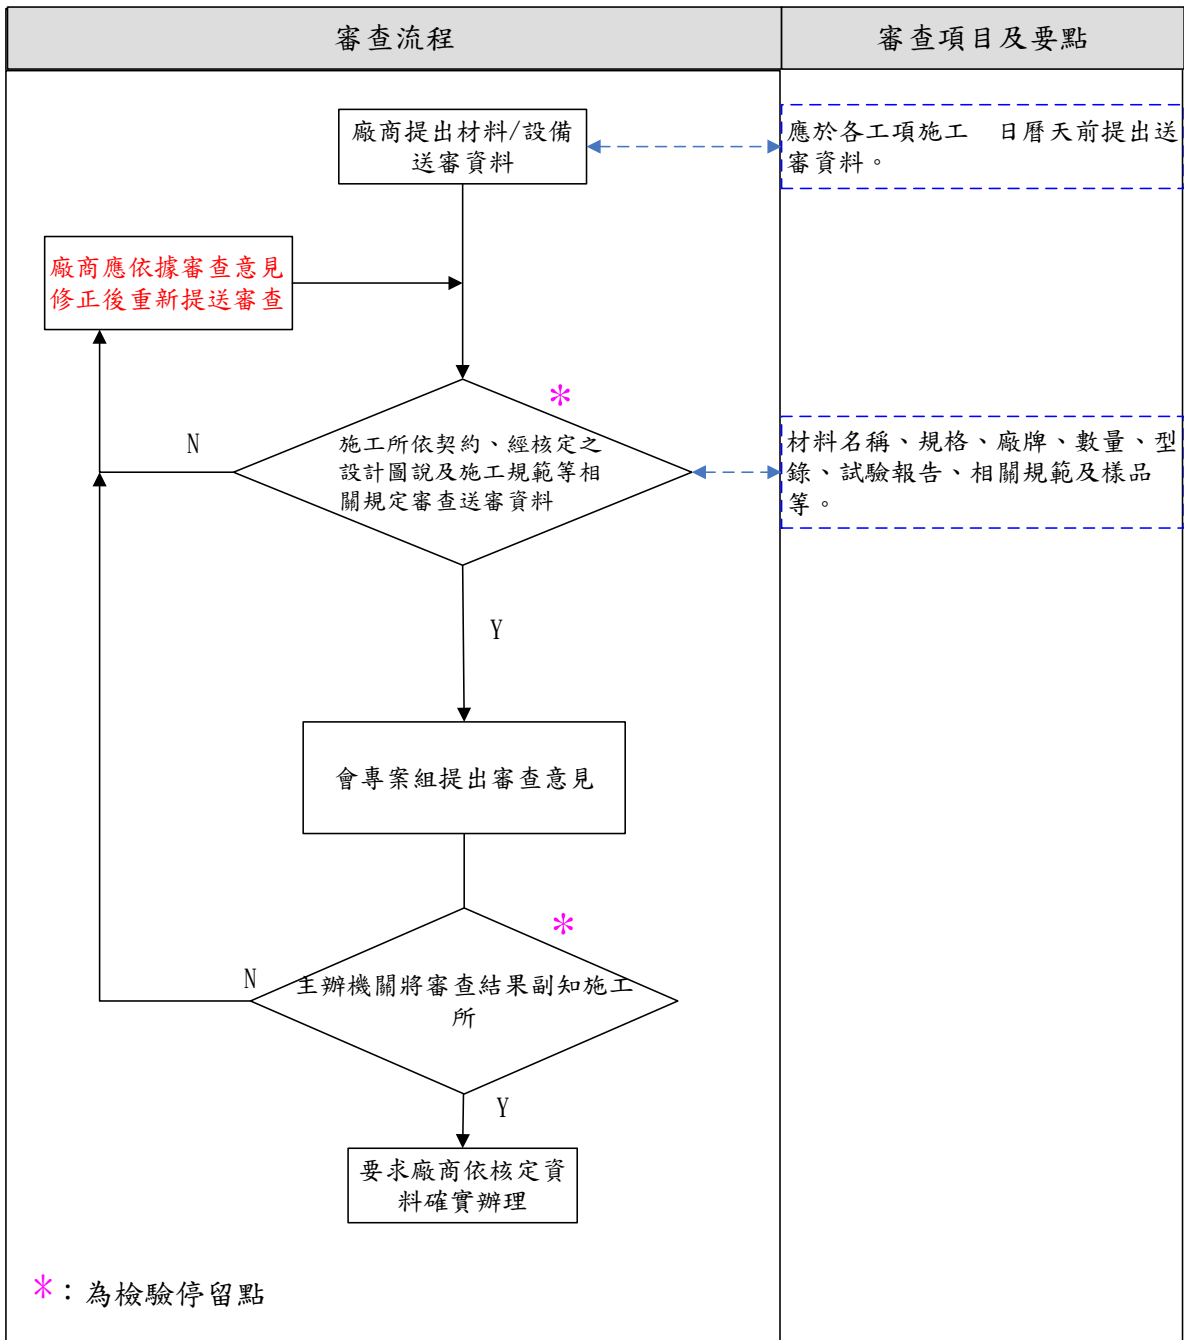 審查流程
審查項目及要點
廠商提出材料/設備
送審資料
應於各工項施工　日曆天前提出送
審資料。
廠商應依據審查意見
修正後重新提送審查
*
N
施工所依契約、經核定之
設計圖說及施工規範等相
關規定審查送審資料
材料名稱、規格、廠牌、數量、型
錄、試驗報告、相關規範及樣品
等。
Y
會專案組提出審查意見
*
N
主辦機關將審查結果副知施工
所
Y
要求廠商依核定資
料確實辦理
*：為檢驗停留點